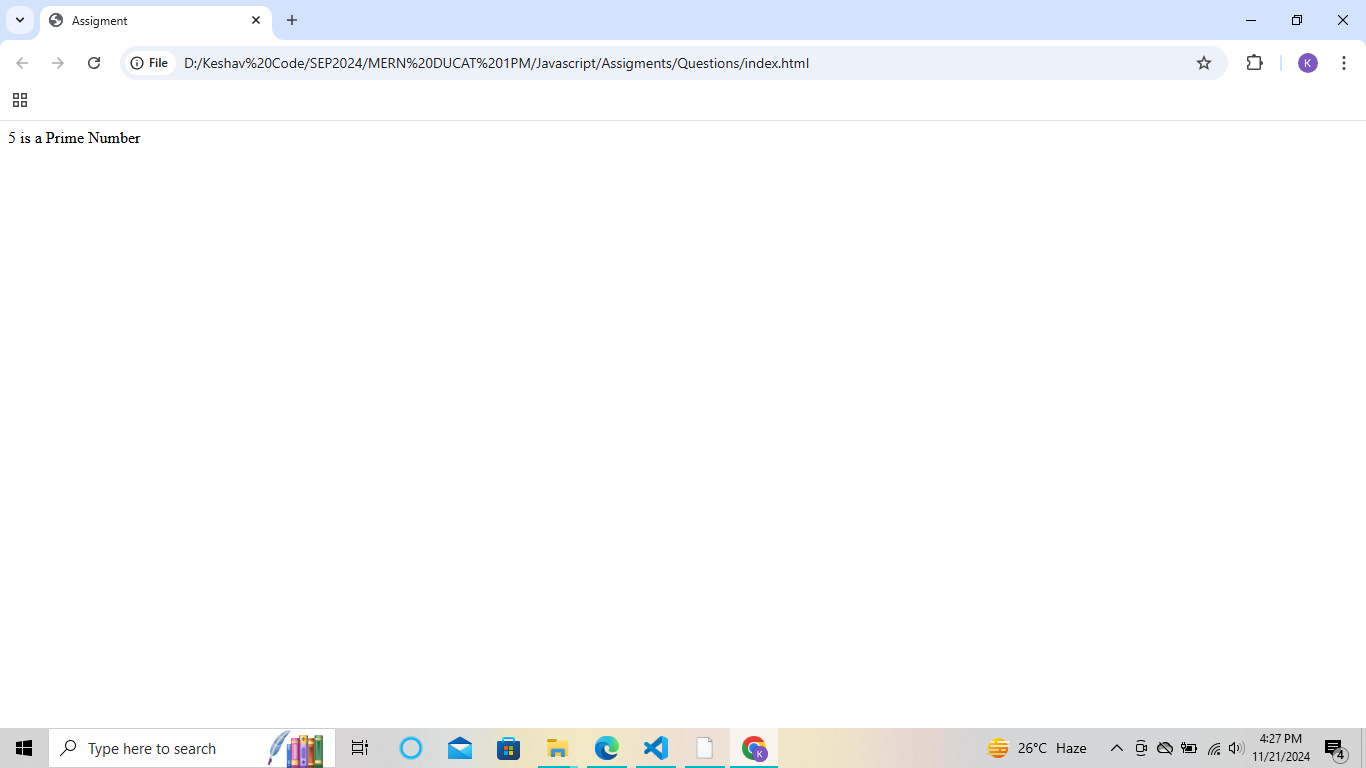 Assigment
File
D:/Keshav%20Code/SEP2024/MERN%20DUCAT%201PM/Javascript/Assigments/Questions/index.html
K
5 is a Prime Number
Type here to search
K
26°C Haze
4:27 PM
11/21/2024
4